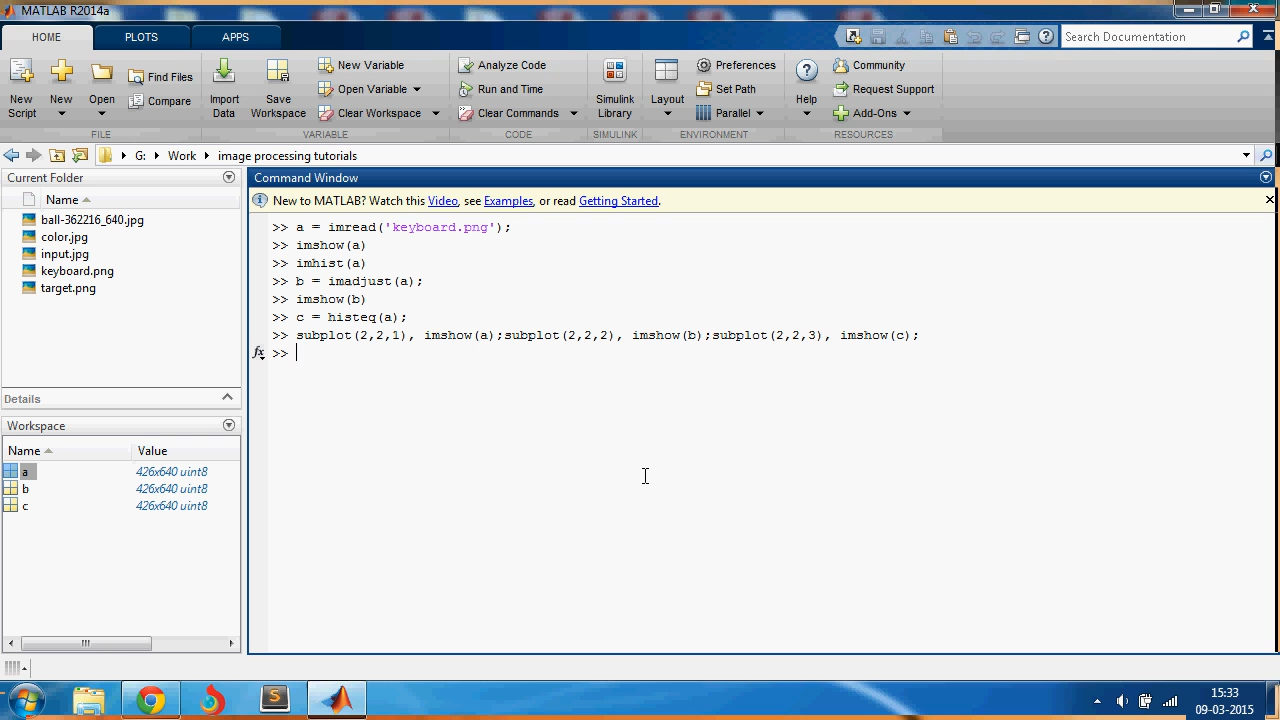 MATLAB R2014a
HOME PLOTS APPS
Search Documentation
New Script
New
Open
Find Files
Compare
FILE
Import Data
Save Workspace
New Variable
Open Variable
Clear Workspace
VARIABLE
Analyze Code
Run and Time
Clear Commands
CODE
Simulink Library
SIMULINK
Layout
Preferences
Set Path
Parallel
ENVIRONMENT
Help
Community
Request Support
Add-Ons
RESOURCES
G: Work image processing tutorials
Current Folder
Name
ball-362216_640.jpg
color.jpg
input.jpg
keyboard.png
target.png
Details
Workspace
Name Value
a 426x640 uint8
b 426x640 uint8
c 426x640 uint8
Command Window
New to MATLAB? Watch this Video, see Examples, or read Getting Started.
>> a = imread('keyboard.png');
>> imshow(a)
>> imhist(a)
>> b = imadjust(a);
>> imshow(b)
>> c = histeq(a);
>> subplot(2,2,1), imshow(a);subplot(2,2,2), imshow(b);subplot(2,2,3), imshow(c);
fx >>
15:33
09-03-2015